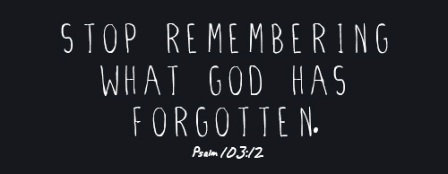 STOP REMEMBERING
WHAT GOD HAS
FORGOTTEN.
Psalm 103:12